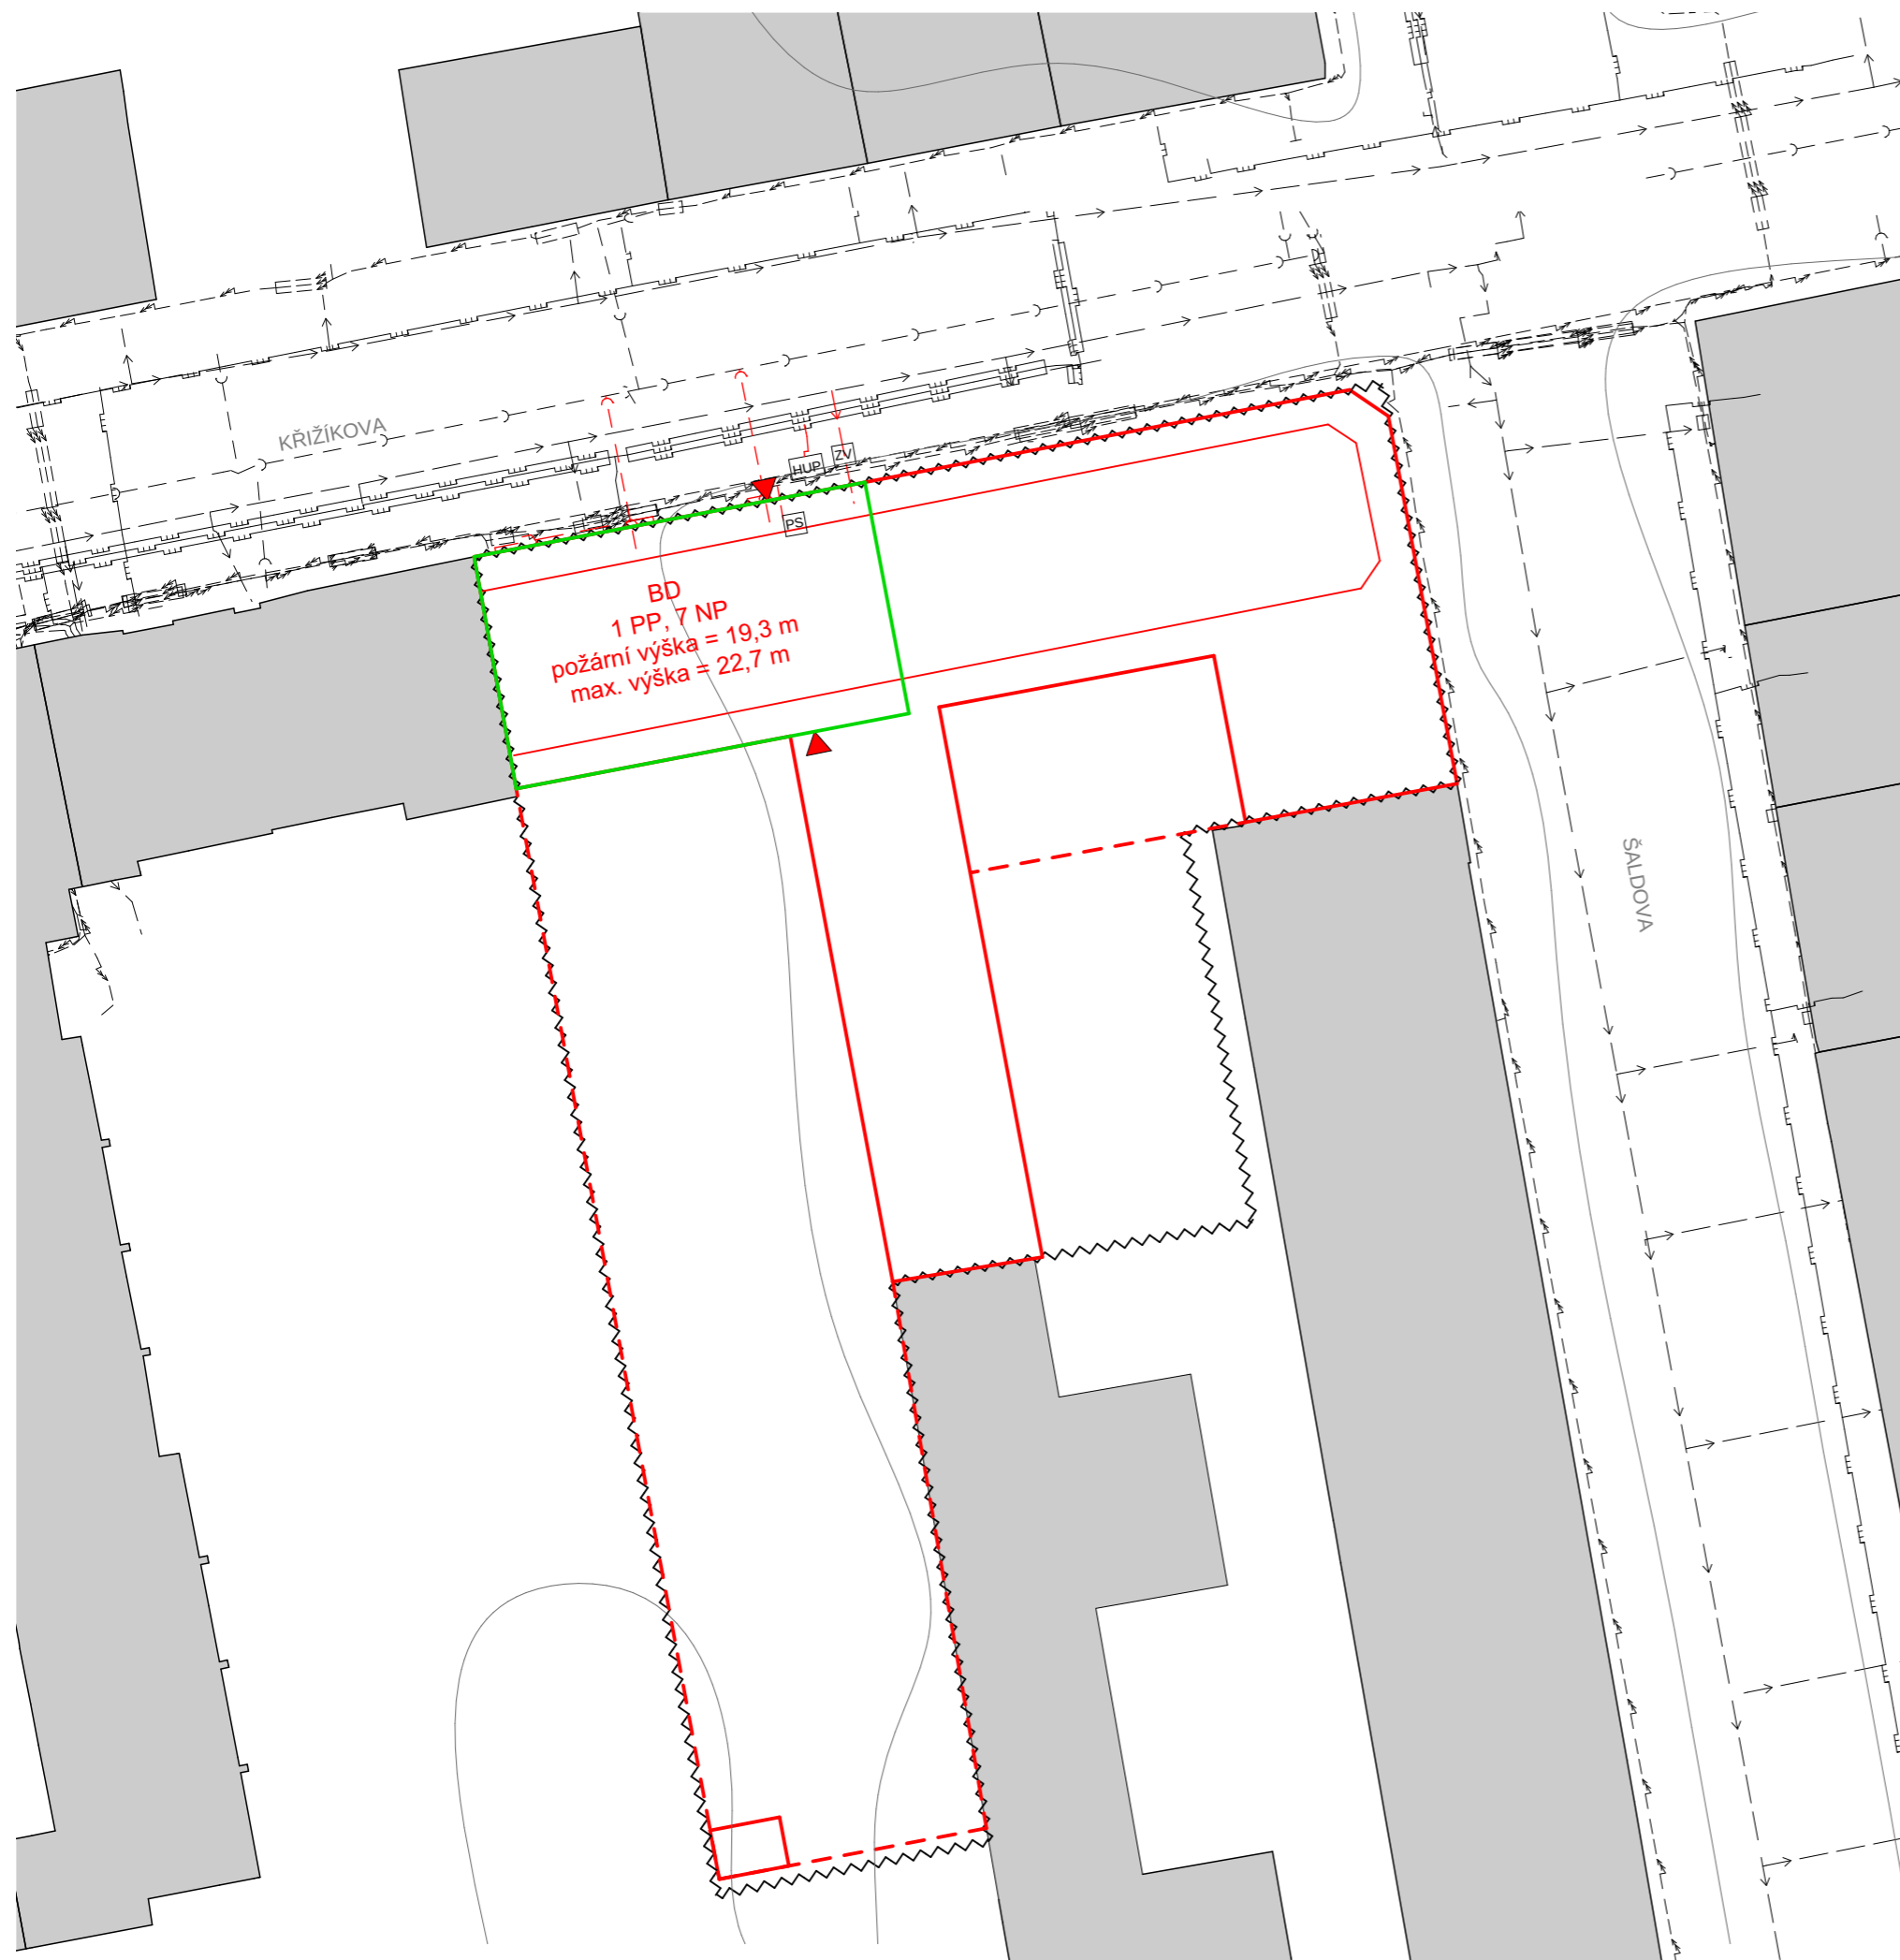 KŘIŽÍKOVA
ZV
HUP
PS
BD
1 PP, 7 NP
požární výška = 19,3 m
max. výška = 22,7 m
ŠALDOVA